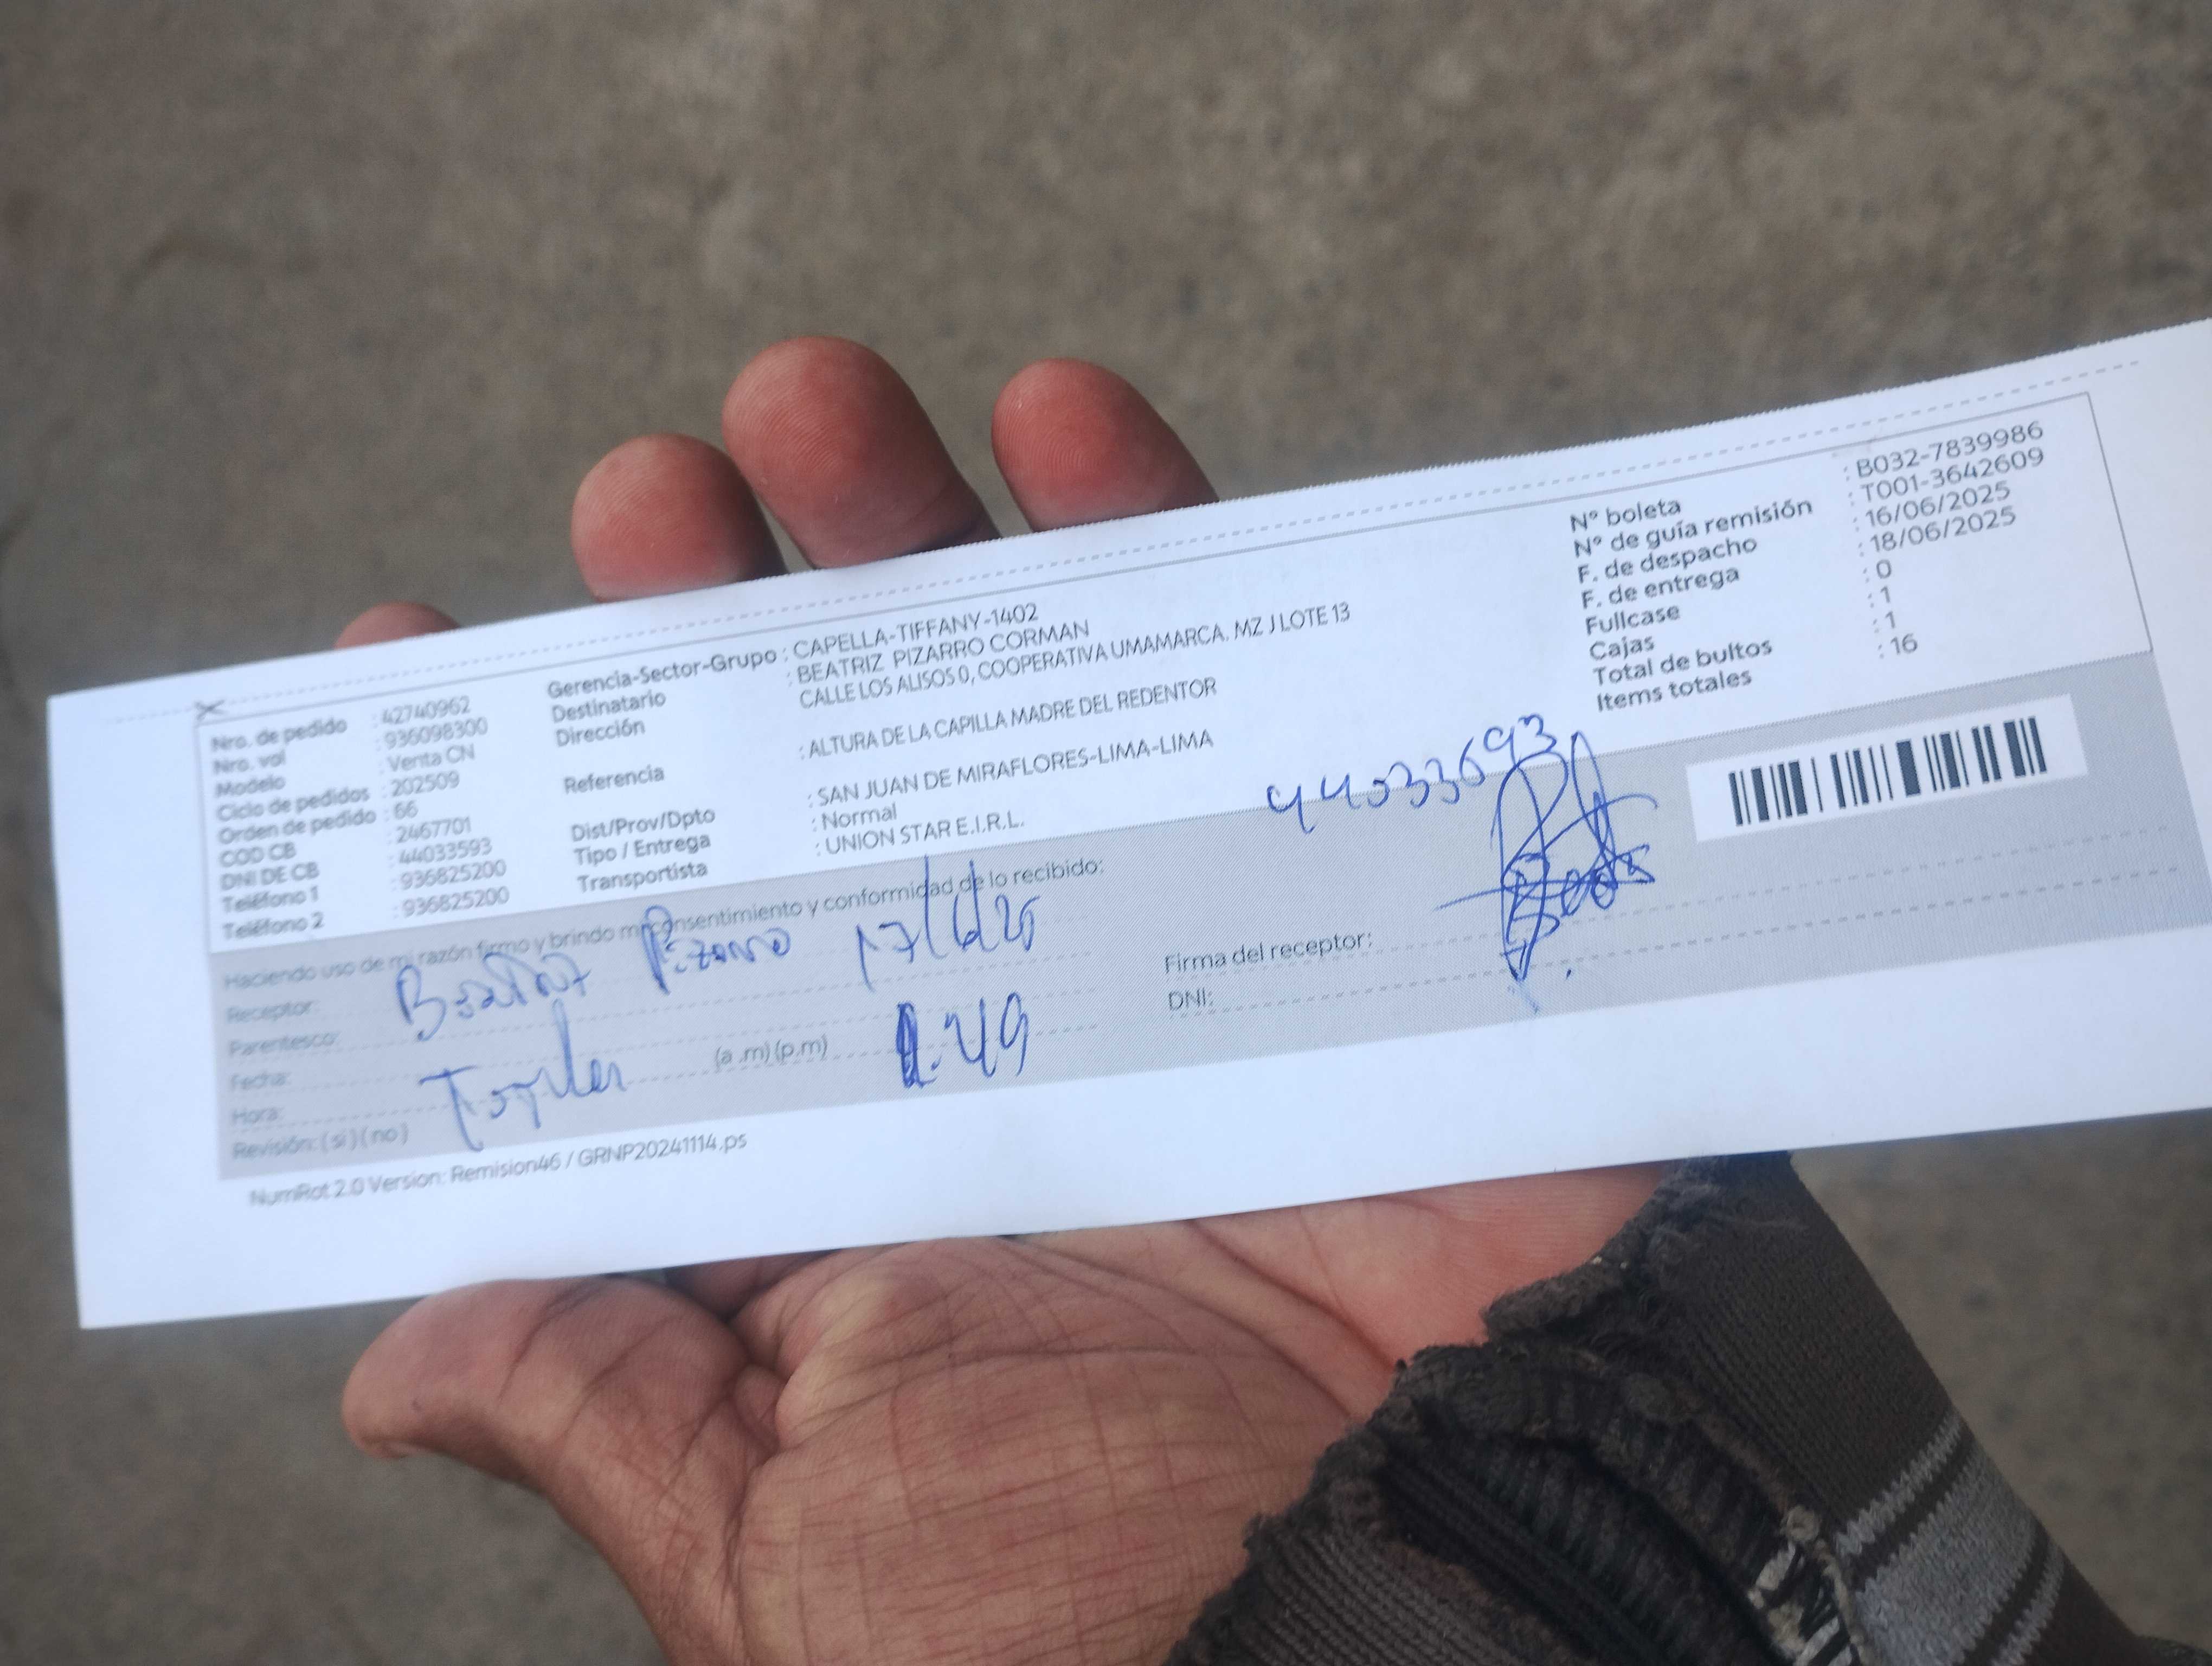 Nro. de pedido : 42740962
Nro. vol : 936098300
Modelo : Venta CN
Ciclo de pedidos : 202509
Orden de pedido : 66
COD CB : 2467701
DNI DE CB : 44033593
Teléfono 1 : 936825200
Teléfono 2 : 936825200
Gerencia-Sector-Grupo : CAPELLA-TIFFANY-1402
Destinatario : BEATRIZ PIZARRO CORMAN
Dirección CALLE LOS ALISOS 0, COOPERATIVA UMAMARCA. MZ J LOTE 13
Referencia : ALTURA DE LA CAPILLA MADRE DEL REDENTOR
Dist/Prov/Dpto : SAN JUAN DE MIRAFLORES-LIMA-LIMA
Tipo / Entrega : Normal
Transportista : UNION STAR E.I.R.L.
N° boleta : B032-7839986
N° de guía remisión : T001-3642609
F. de despacho : 16/06/2025
F. de entrega : 18/06/2025
Fullcase : 0
Cajas : 1
Total de bultos : 1
Items totales : 16
Haciendo uso de mi razón firmo y brindo mi consentimiento y conformidad de lo recibido:
Receptor: Beatriz Pizarro 17/6/25
Parentesco:
Fecha:
Hora: (a.m) (p.m) 1.49
Revisión: ( si ) ( no )
Firma del receptor:
DNI:
NumRot 2.0 Version: Remision46 / GRNP20241114.ps